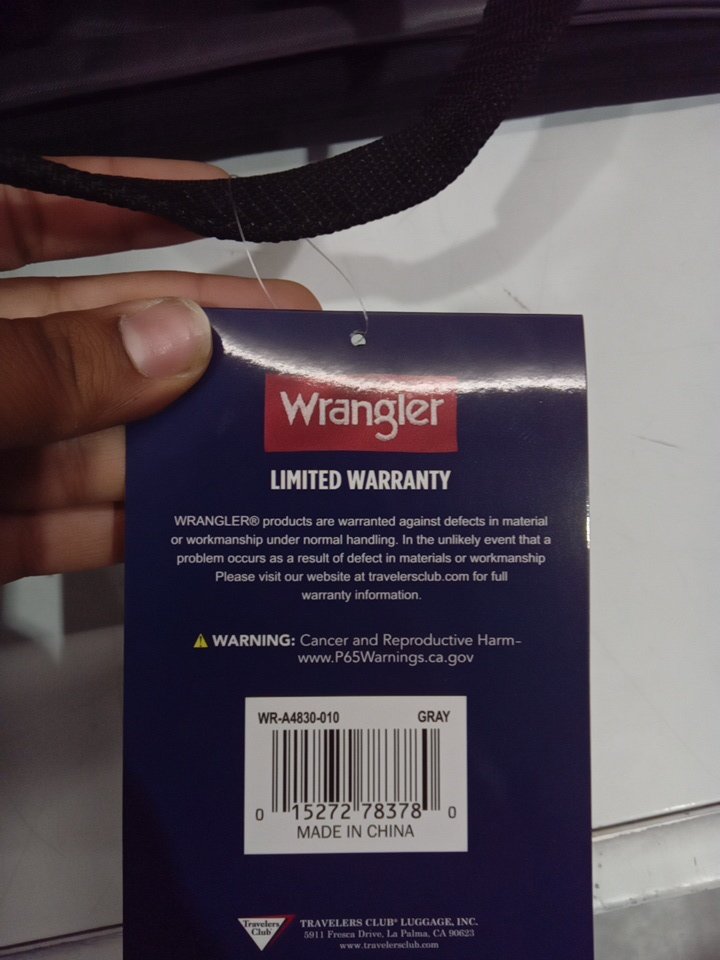 Wrangler
LIMITED WARRANTY
WRANGLER® products are warranted against defects in material
or workmanship under normal handling. In the unlikely event that a
problem occurs as a result of defect in materials or workmanship
Please visit our website at travelersclub.com for full
warranty information.
WARNING: Cancer and Reproductive Harm-
www.P65Warnings.ca.gov
WR-A4830-010 GRAY
0 15272 78378 0
MADE IN CHINA
Travelers Club
TRAVELERS CLUB® LUGGAGE, INC.
5911 Fresca Drive, La Palma, CA 90623
www.travelersclub.com